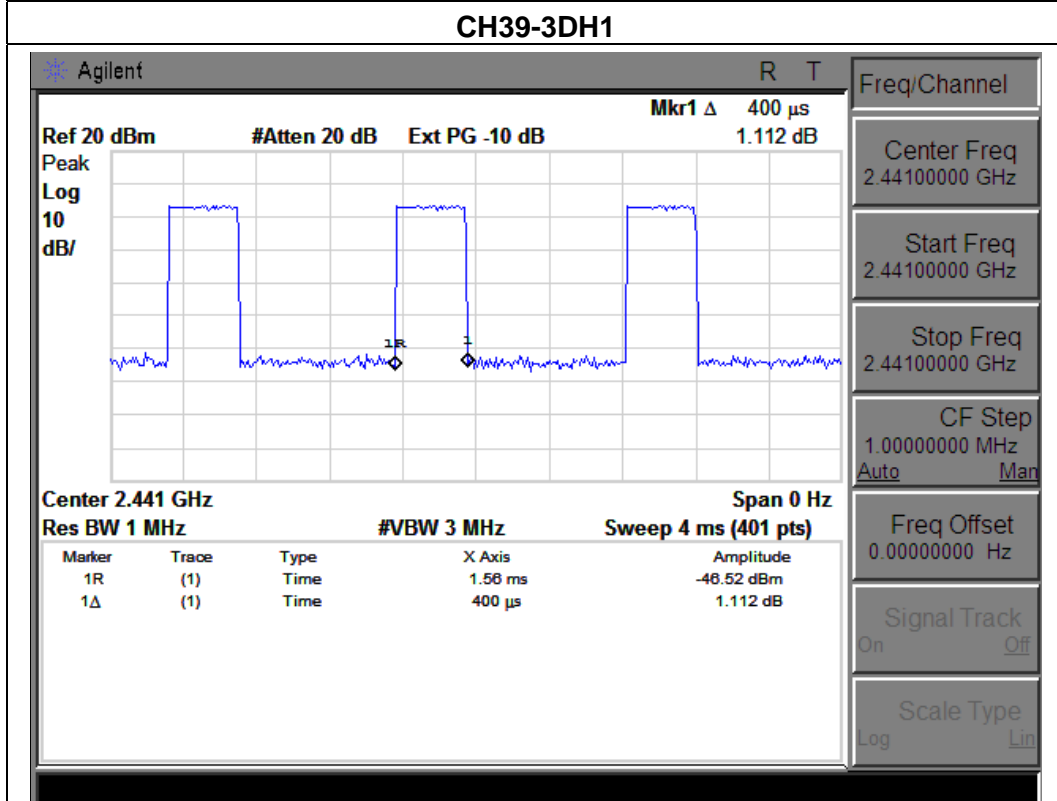 CH39-3DH1
Agilent R T
Mkr1 Δ 400 µs
Ref 20 dBm #Atten 20 dB Ext PG -10 dB 1.112 dB
Peak
Log
10
dB/
1R 1
Center 2.441 GHz Span 0 Hz
Res BW 1 MHz #VBW 3 MHz Sweep 4 ms (401 pts)
Marker Trace Type X Axis Amplitude
1R (1) Time 1.56 ms -46.52 dBm
1Δ (1) Time 400 µs 1.112 dB
Freq/Channel
Center Freq
2.44100000 GHz
Start Freq
2.44100000 GHz
Stop Freq
2.44100000 GHz
CF Step
1.00000000 MHz
Auto Man
Freq Offset
0.00000000 Hz
Signal Track
On Off
Scale Type
Log Lin